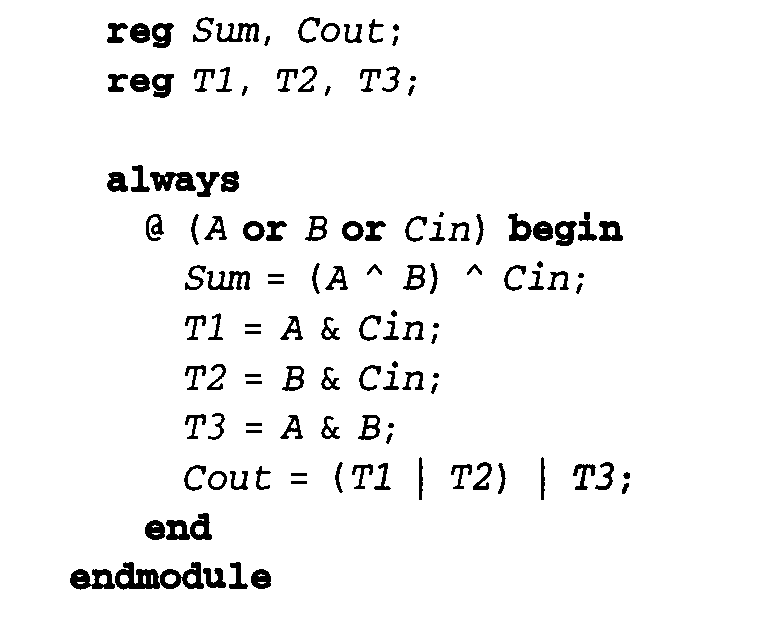 reg Sum, Cout;
reg T1, T2, T3;
always
@ (A or B or Cin) begin
Sum = (A ^ B) ^ Cin;
T1 = A & Cin;
T2 = B & Cin;
T3 = A & B;
Cout = (T1 | T2) | T3;
end
endmodule